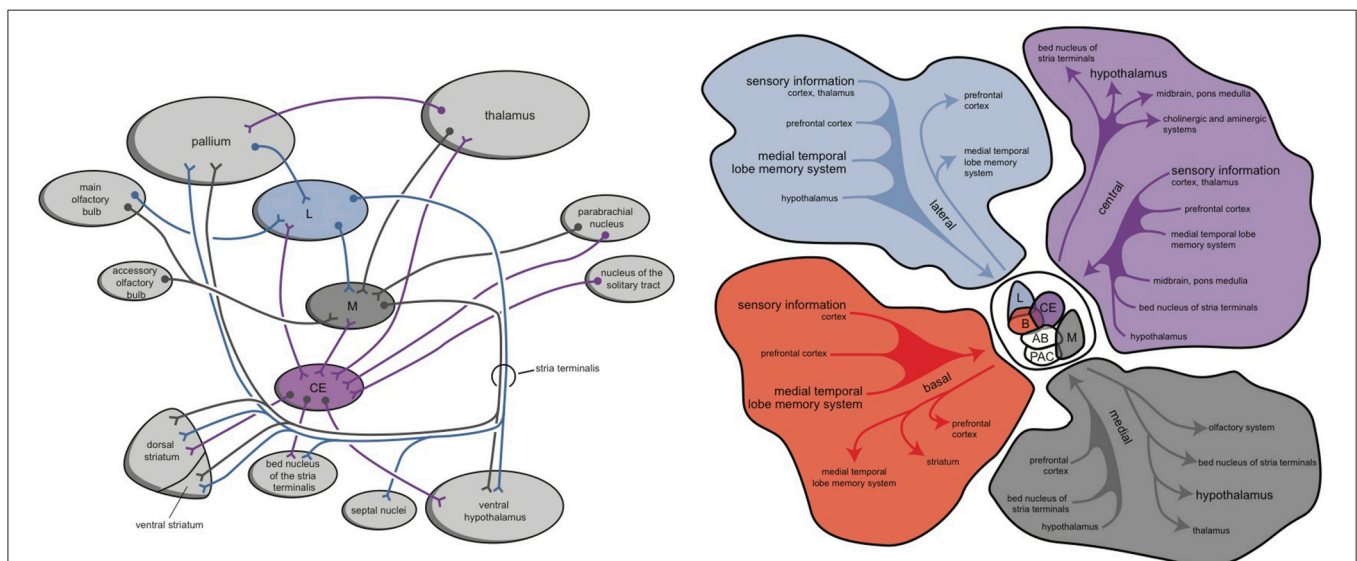 pallium
thalamus
main
olfactory
bulb
L
parabrachial
nucleus
accessory
olfactory
bulb
nucleus of the
solitary tract
M
CE
stria terminalis
dorsal
striatum
bed nucleus
of the stria
terminalis
septal nuclei
ventral
hypothalamus
ventral striatum
sensory information
cortex, thalamus
prefrontal cortex
medial temporal
lobe memory system
hypothalamus
prefrontal
cortex
medial temporal
lobe memory
system
lateral
bed nucleus of
stria terminals
hypothalamus
midbrain, pons medulla
cholinergic and aminergic
systems
central
sensory information
cortex, thalamus
prefrontal cortex
medial temporal lobe
memory system
midbrain, pons medulla
bed nucleus of stria terminals
hypothalamus
L
CE
B
AB
M
PAC
sensory information
cortex
prefrontal cortex
medial temporal
lobe memory system
basal
prefrontal
cortex
striatum
medial temporal
lobe memory system
medial
prefrontal
cortex
bed nucleus of
stria terminals
hypothalamus
olfactory system
bed nucleus of stria terminals
hypothalamus
thalamus